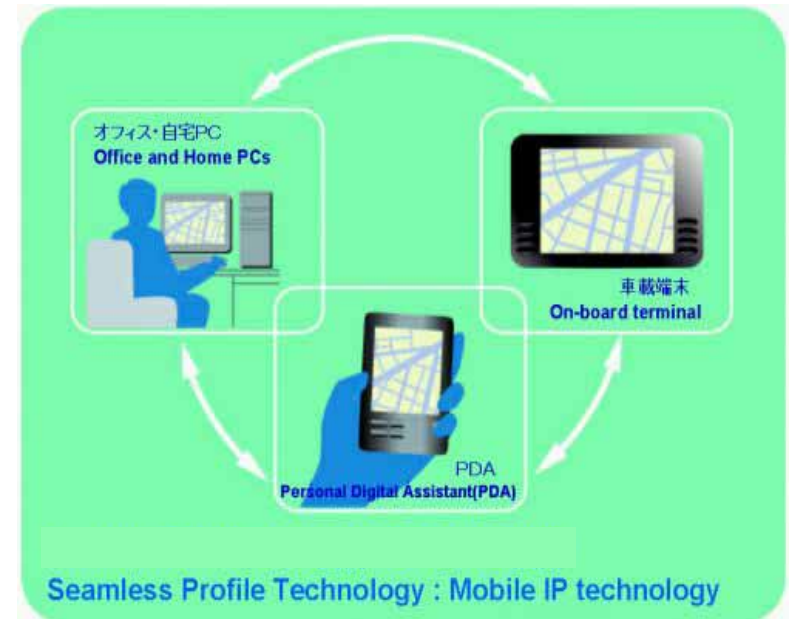 オフィス・自宅PC
Office and Home PCs
車載端末
On-board terminal
PDA
Personal Digital Assistant(PDA)
Seamless Profile Technology : Mobile IP technology